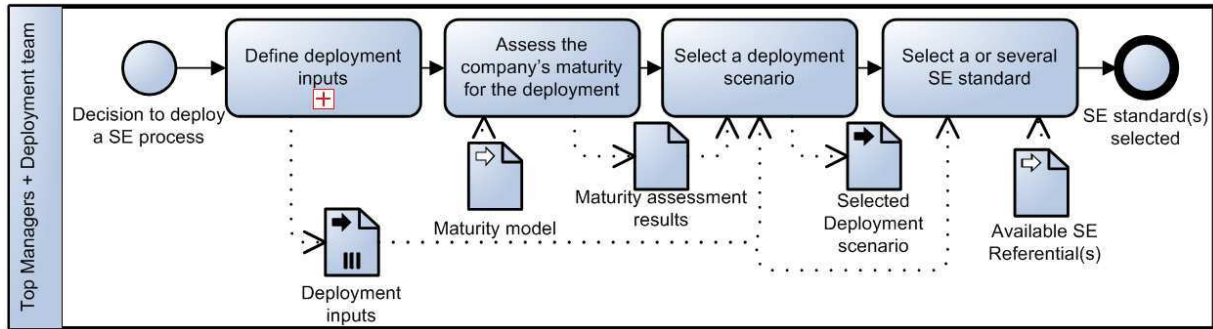 Top Managers + Deployment team
Decision to deploy
a SE process
Define deployment
inputs
Assess the
company's maturity
for the deployment
Select a deployment
scenario
Select a or several
SE standard
SE standard(s)
selected
Deployment
inputs
Maturity model
Maturity assessment
results
Selected
Deployment
scenario
Available SE
Referential(s)